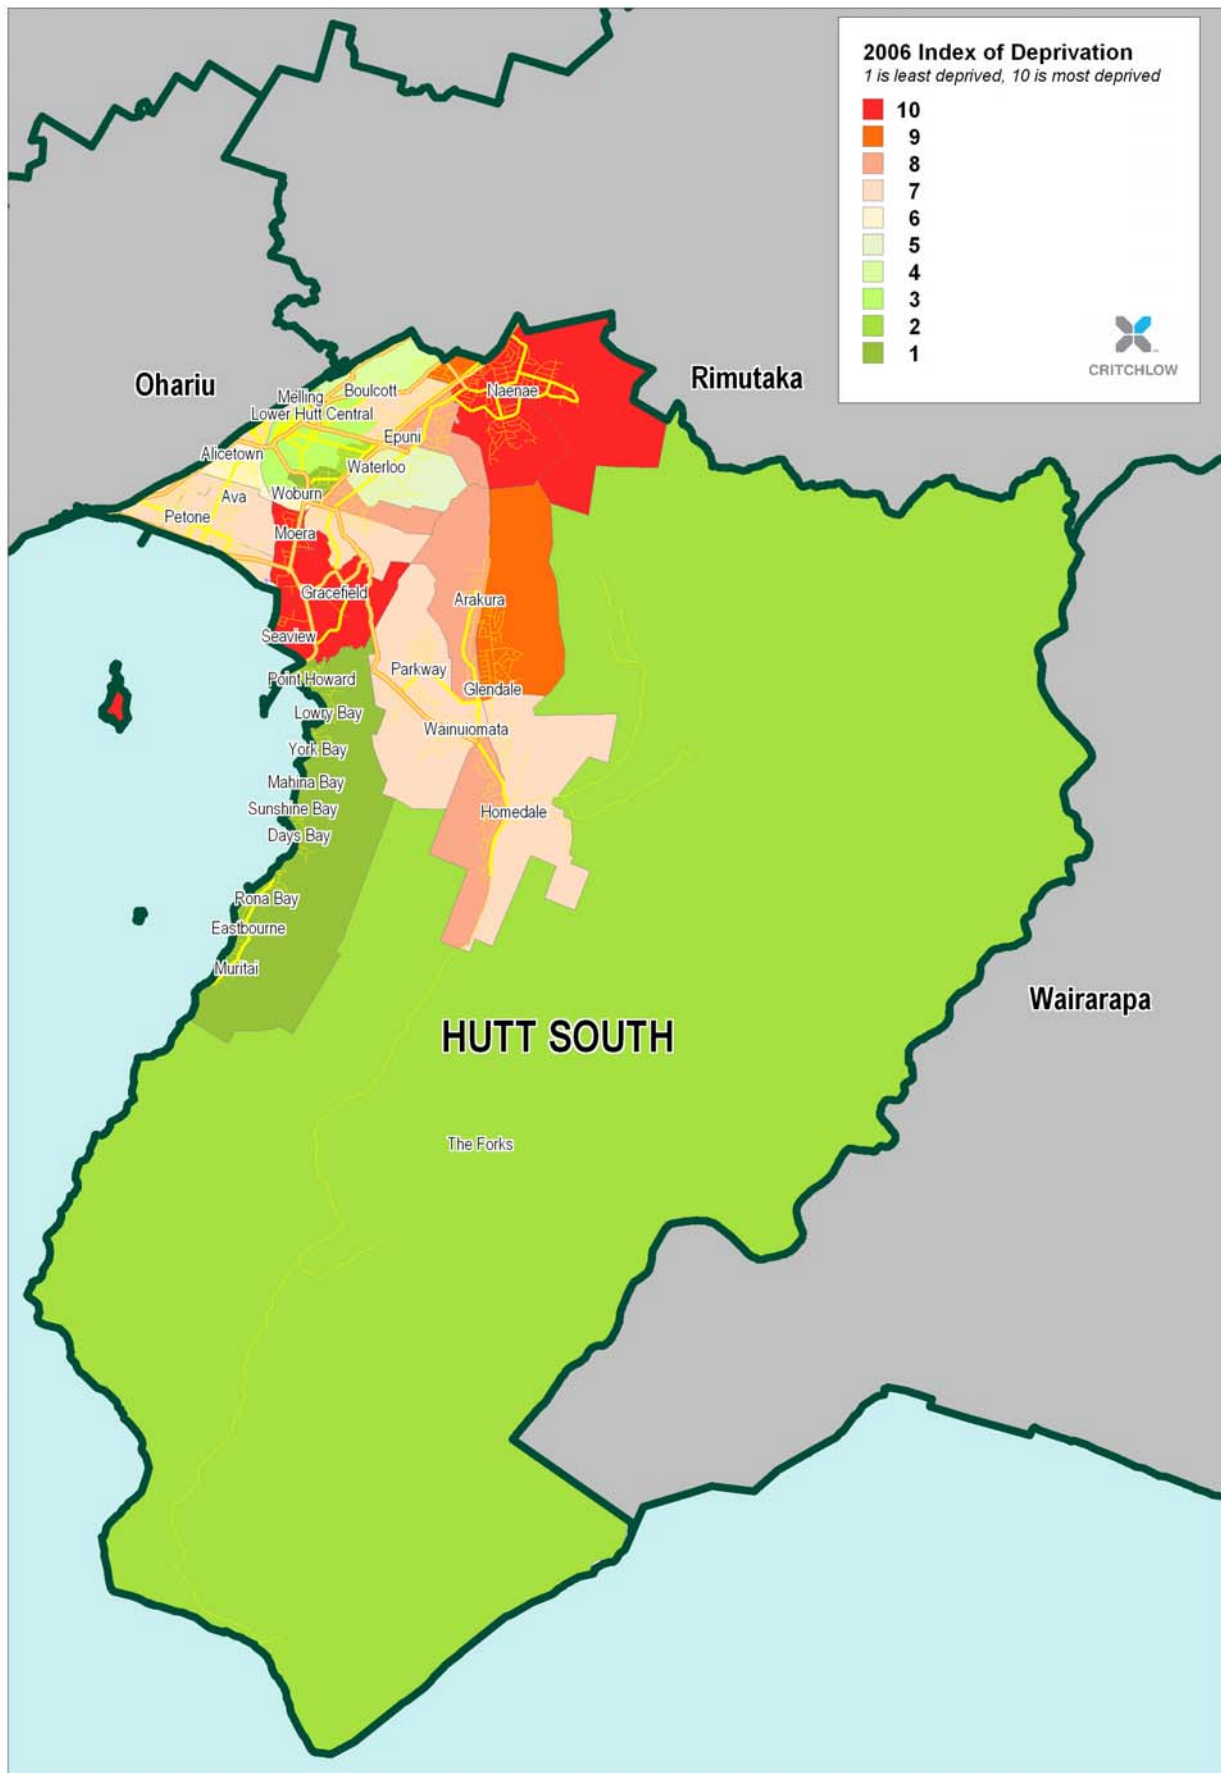 2006 Index of Deprivation
1 is least deprived, 10 is most deprived
10
9
8
7
6
5
4
3
2
1
CRITCHLOW
Ohariu
Rimutaka
Naenae
Boulcott
Melling
Lower Hutt Central
Epuni
Alicetown
Waterloo
Woburn
Ava
Petone
Moera
Gracefield
Arakura
Seaview
Parkway
Point Howard
Glendale
Lowry Bay
Wainuiomata
York Bay
Mahina Bay
Sunshine Bay
Homedale
Days Bay
Rona Bay
Eastbourne
Muritai
Wairarapa
HUTT SOUTH
The Forks